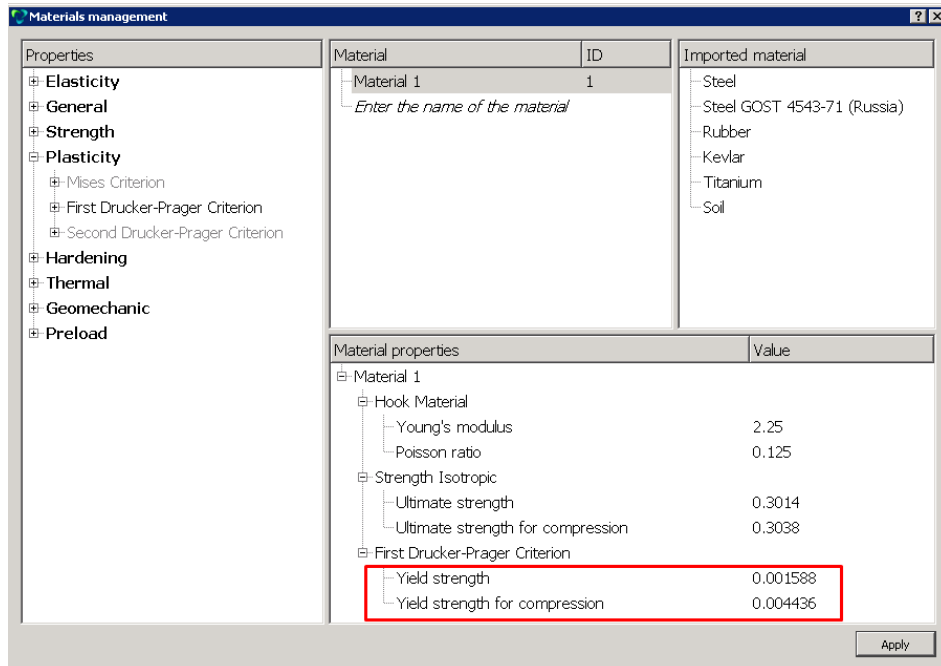 Materials management
Properties
Elasticity
General
Strength
Plasticity
Mises Criterion
First Drucker-Prager Criterion
Second Drucker-Prager Criterion
Hardening
Thermal
Geomechanic
Preload
Material ID
Material 1 1
Enter the name of the material
Imported material
Steel
Steel GOST 4543-71 (Russia)
Rubber
Kevlar
Titanium
Soil
Material properties Value
Material 1
Hook Material
Young's modulus 2.25
Poisson ratio 0.125
Strength Isotropic
Ultimate strength 0.3014
Ultimate strength for compression 0.3038
First Drucker-Prager Criterion
Yield strength 0.001588
Yield strength for compression 0.004436
Apply